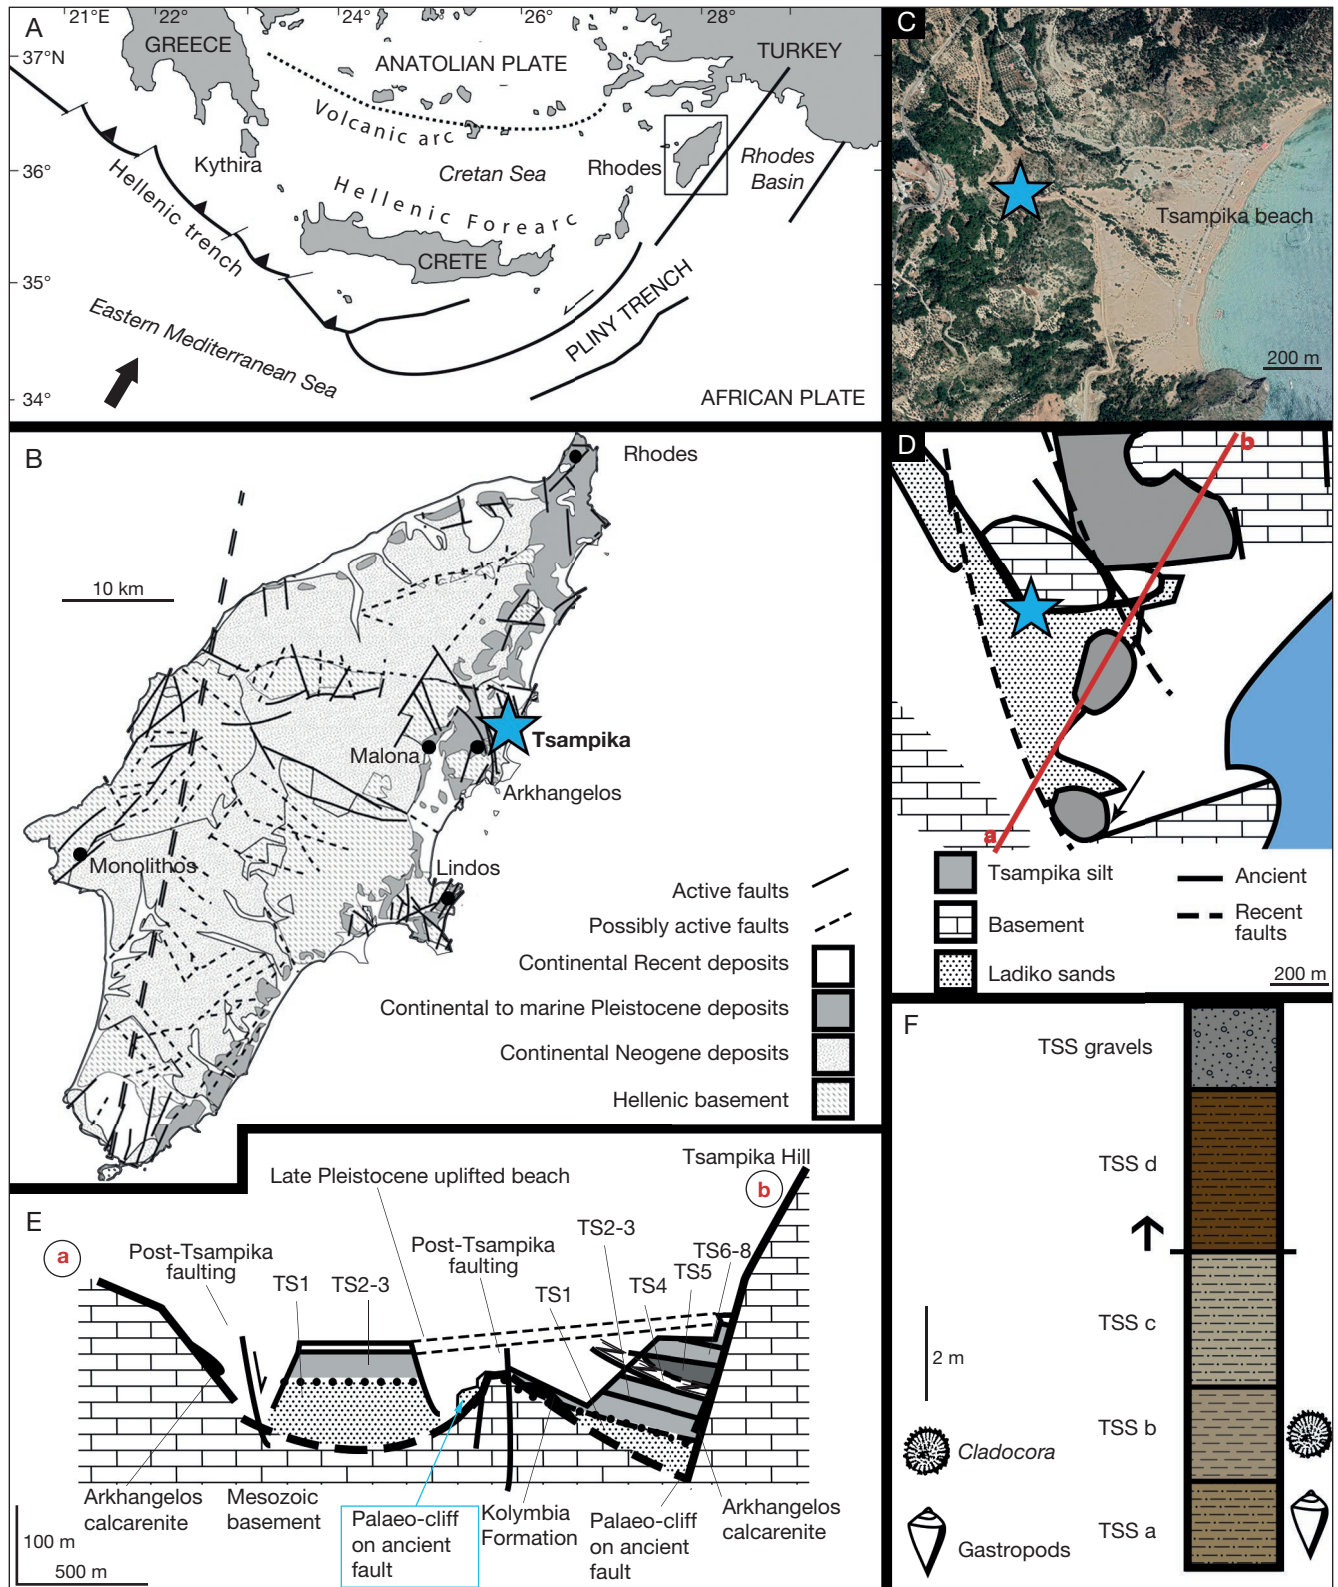 A
21°E
22°
24°
26°
28°
37°N
36°
35°
34°
GREECE
ANATOLIAN PLATE
TURKEY
Volcanic arc
Kythira
Cretan Sea
Rhodes
Rhodes
Basin
Hellenic trench
Hellenic Forearc
CRETE
PLINY TRENCH
Eastern Mediterranean Sea
AFRICAN PLATE
B
Rhodes
10 km
Malona
Tsampika
Arkhangelos
Monolithos
Lindos
Active faults
Possibly active faults
Continental Recent deposits
Continental to marine Pleistocene deposits
Continental Neogene deposits
Hellenic basement
C
Tsampika beach
200 m
D
b
a
Tsampika silt
Basement
Ladiko sands
Ancient
Recent
faults
200 m
E
a
b
Tsampika Hill
Late Pleistocene uplifted beach
Post-Tsampika
faulting
TS1
TS2-3
Post-Tsampika
faulting
TS1
TS2-3
TS4
TS5
TS6-8
Arkhangelos
calcarenite
Mesozoic
basement
Palaeo-cliff
on ancient
fault
Kolymbia
Formation
Palaeo-cliff
on ancient
fault
Arkhangelos
calcarenite
100 m
500 m
F
TSS gravels
TSS d
TSS c
TSS b
TSS a
2 m
Cladocora
Gastropods